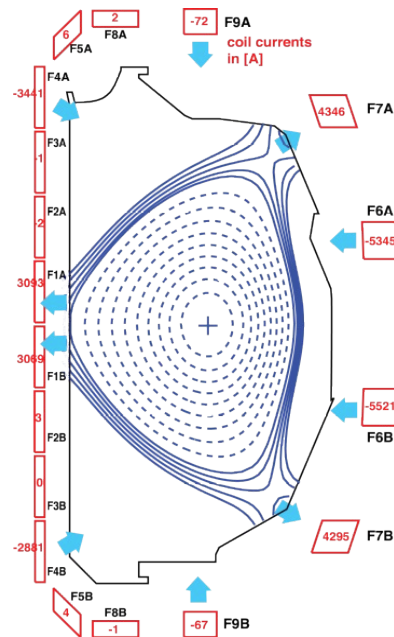 2
F8A
-72
F9A
coil currents
in [A]
6
F5A
F4A
-3441
4346
F7A
F3A
-1
F2A
-2
F6A
-5345
F1A
3093
3069
F1B
-5521
F6B
3
F2B
0
F3B
-2881
F4B
4295
F7B
F5B
4
F8B
-1
-67
F9B